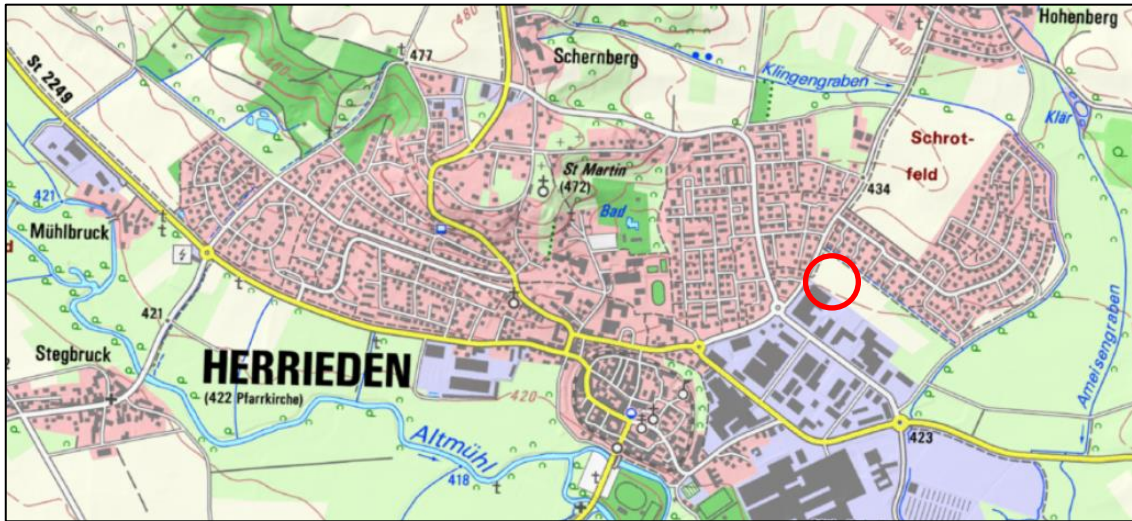 Hohenberg
480
440
477
Schernberg
St 2249
480
Klingengraben
Klär
Schrot-
feld
St Martin
(472)
434
421
Bad
Mühlbruck
421
Stegbruck
HERRIEDEN
(422 Pfarrkirche)
420
Ameisengraben
423
Altmühl
418